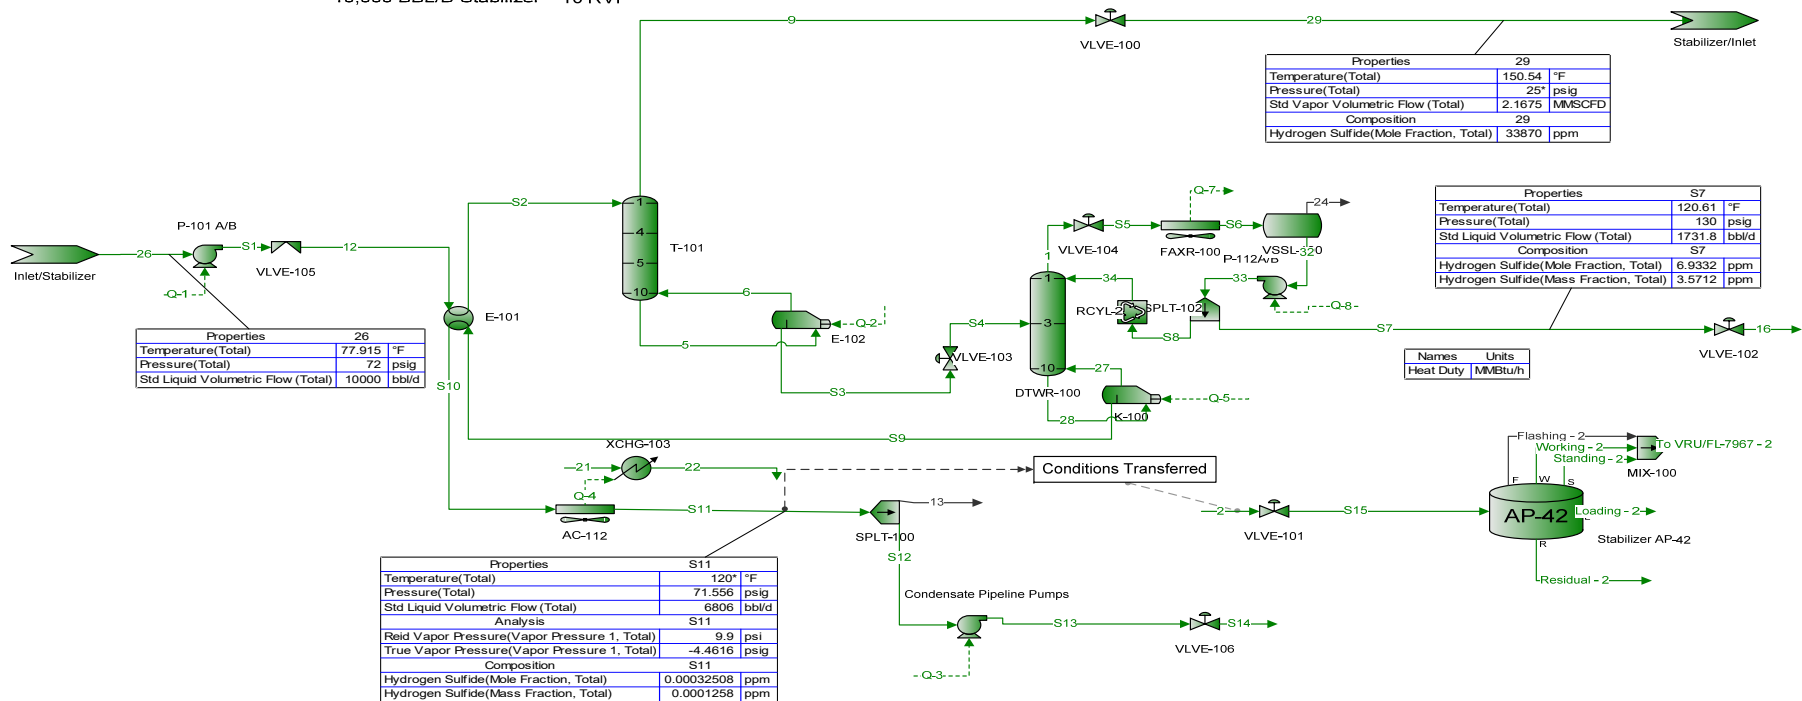 9
29
VLVE-100
Stabilizer/Inlet
Properties 29
Temperature(Total) 150.54 °F
Pressure(Total) 25* psig
Std Vapor Volumetric Flow (Total) 2.1675 MMSCFD
Composition 29
Hydrogen Sulfide(Mole Fraction, Total) 33870 ppm
Q-7
24
S2
1
4
5
10
T-101
VLVE-104
S5
FAXR-100
S6
32
P-112A/B
Properties S7
Temperature(Total) 120.61 °F
Pressure(Total) 130 psig
Std Liquid Volumetric Flow (Total) 1731.8 bbl/d
Composition S7
Hydrogen Sulfide(Mole Fraction, Total) 6.9332 ppm
Hydrogen Sulfide(Mass Fraction, Total) 3.5712 ppm
P-101 A/B
26
S1
12
VLVE-105
Inlet/Stabilizer
Q-1
1
34
33
1
3
10
SPLT-102
Q-8
6
Q-2
E-102
5
S3
S4
VLVE-103
DTWR-100
S8
S7
VLVE-102
16
E-101
Properties 26
Temperature(Total) 77.915 °F
Pressure(Total) 72 psig
Std Liquid Volumetric Flow (Total) 10000 bbl/d
Names Units
Heat Duty MMBtu/h
S10
27
K-100
Q-5
28
S9
XCHG-103
21
22
Q-4
S11
AC-112
Conditions Transferred
13
SPLT-100
S12
2
VLVE-101
S15
Flashing - 2
Working - 2
Standing - 2
To VRU/FL-7967 - 2
MIX-100
F
W
S
AP-42
Loading - 2
Stabilizer AP-42
R
Residual - 2
Properties S11
Temperature(Total) 120* °F
Pressure(Total) 71.556 psig
Std Liquid Volumetric Flow (Total) 6806 bbl/d
Analysis S11
Reid Vapor Pressure(Vapor Pressure 1, Total) 9.9 psi
True Vapor Pressure(Vapor Pressure 1, Total) -4.4616 psig
Composition S11
Hydrogen Sulfide(Mole Fraction, Total) 0.00032508 ppm
Hydrogen Sulfide(Mass Fraction, Total) 0.0001258 ppm
Condensate Pipeline Pumps
S13
VLVE-106
S14
Q-3